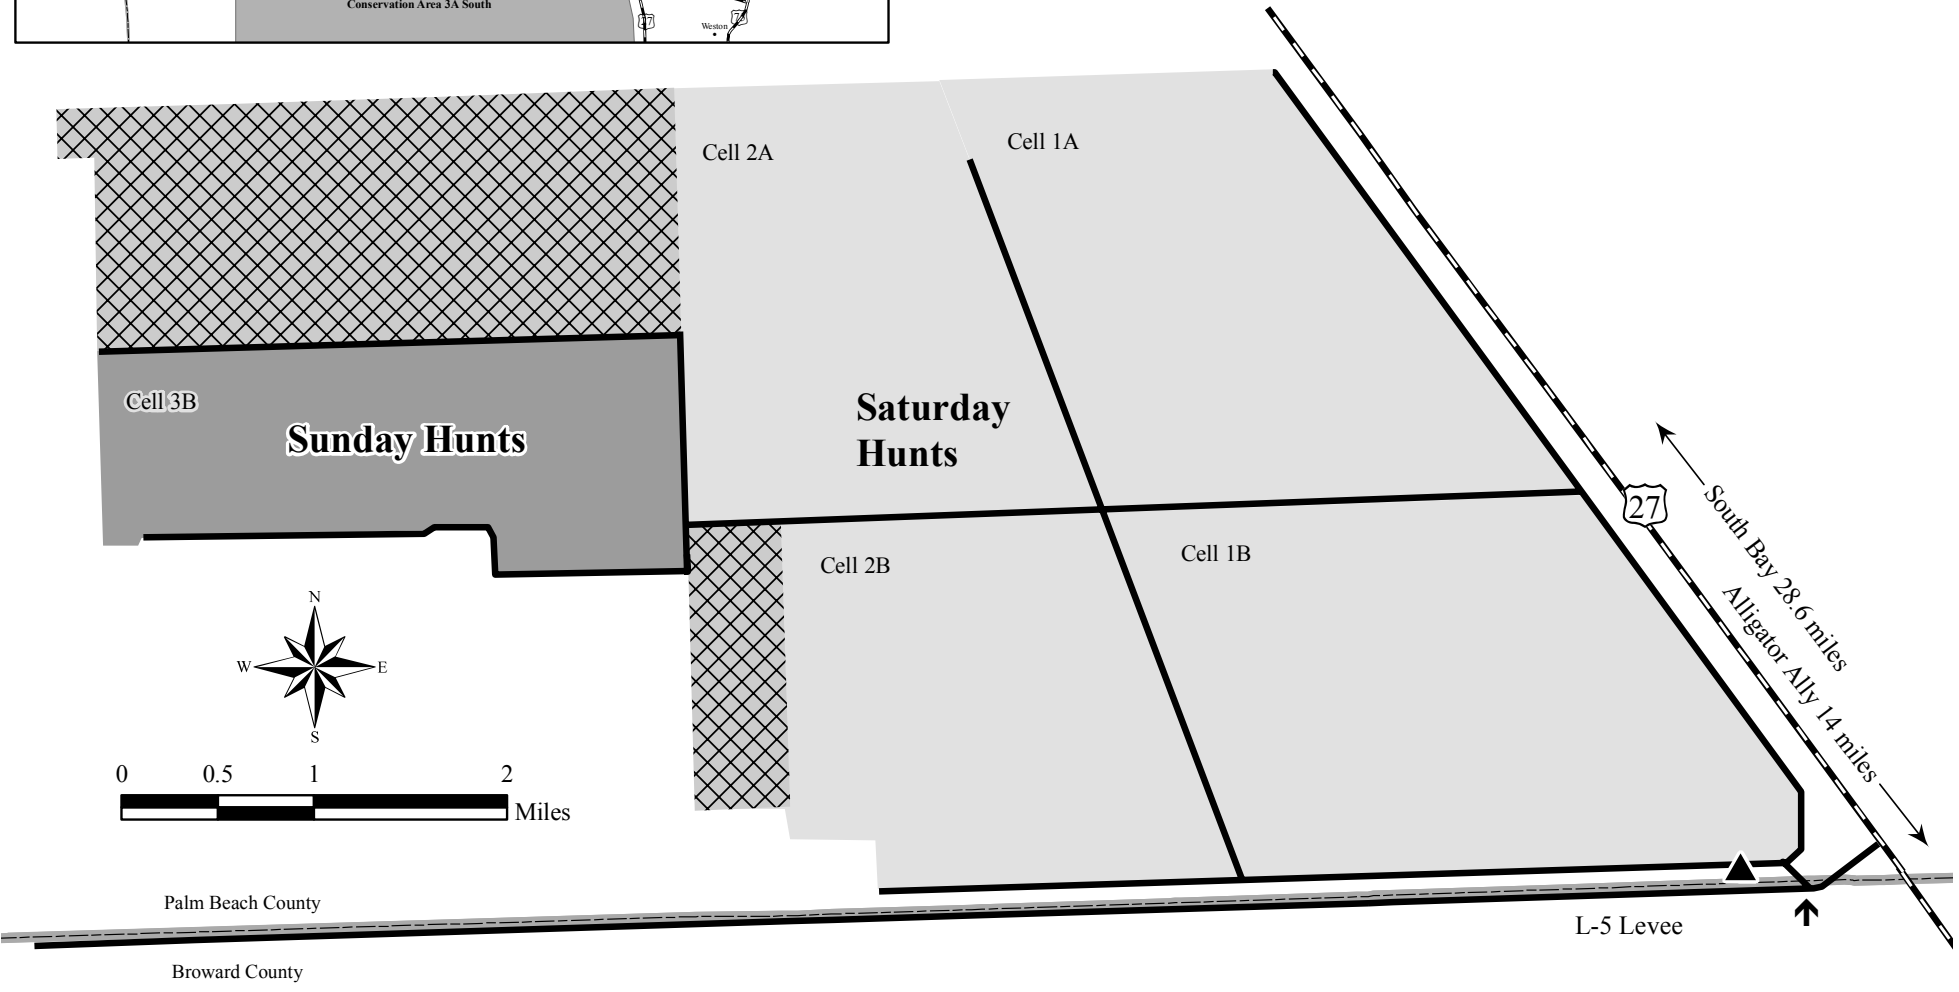 Conservation Area 3A South
27
Weston
Cell 2A
Cell 1A
Cell 3B
Sunday Hunts
Saturday
Hunts
27
South Bay 28.6 miles
Alligator Ally 14 miles
Cell 2B
Cell 1B
N
W
E
S
0 0.5 1 2
Miles
Palm Beach County
L-5 Levee
Broward County